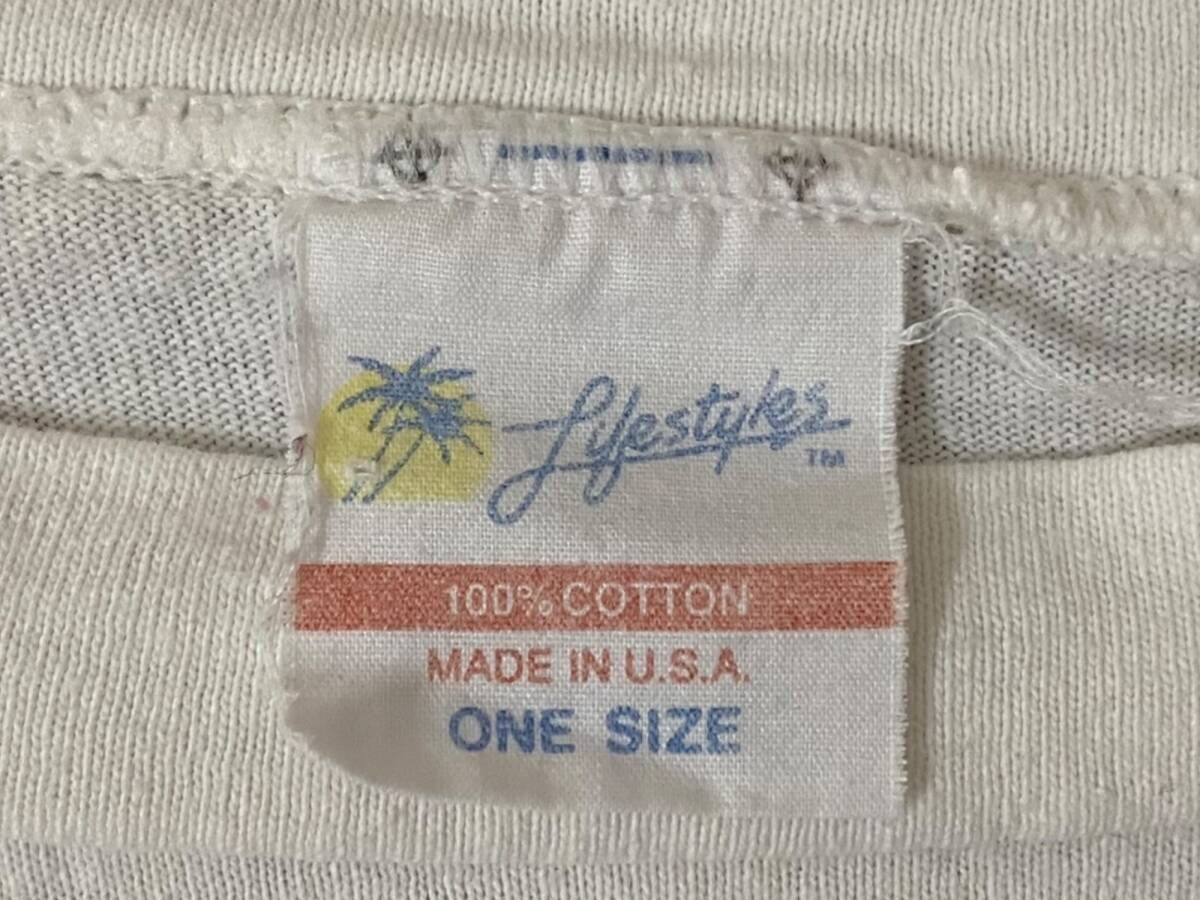 Lifestyles
TM
100% COTTON
MADE IN U.S.A.
ONE SIZE